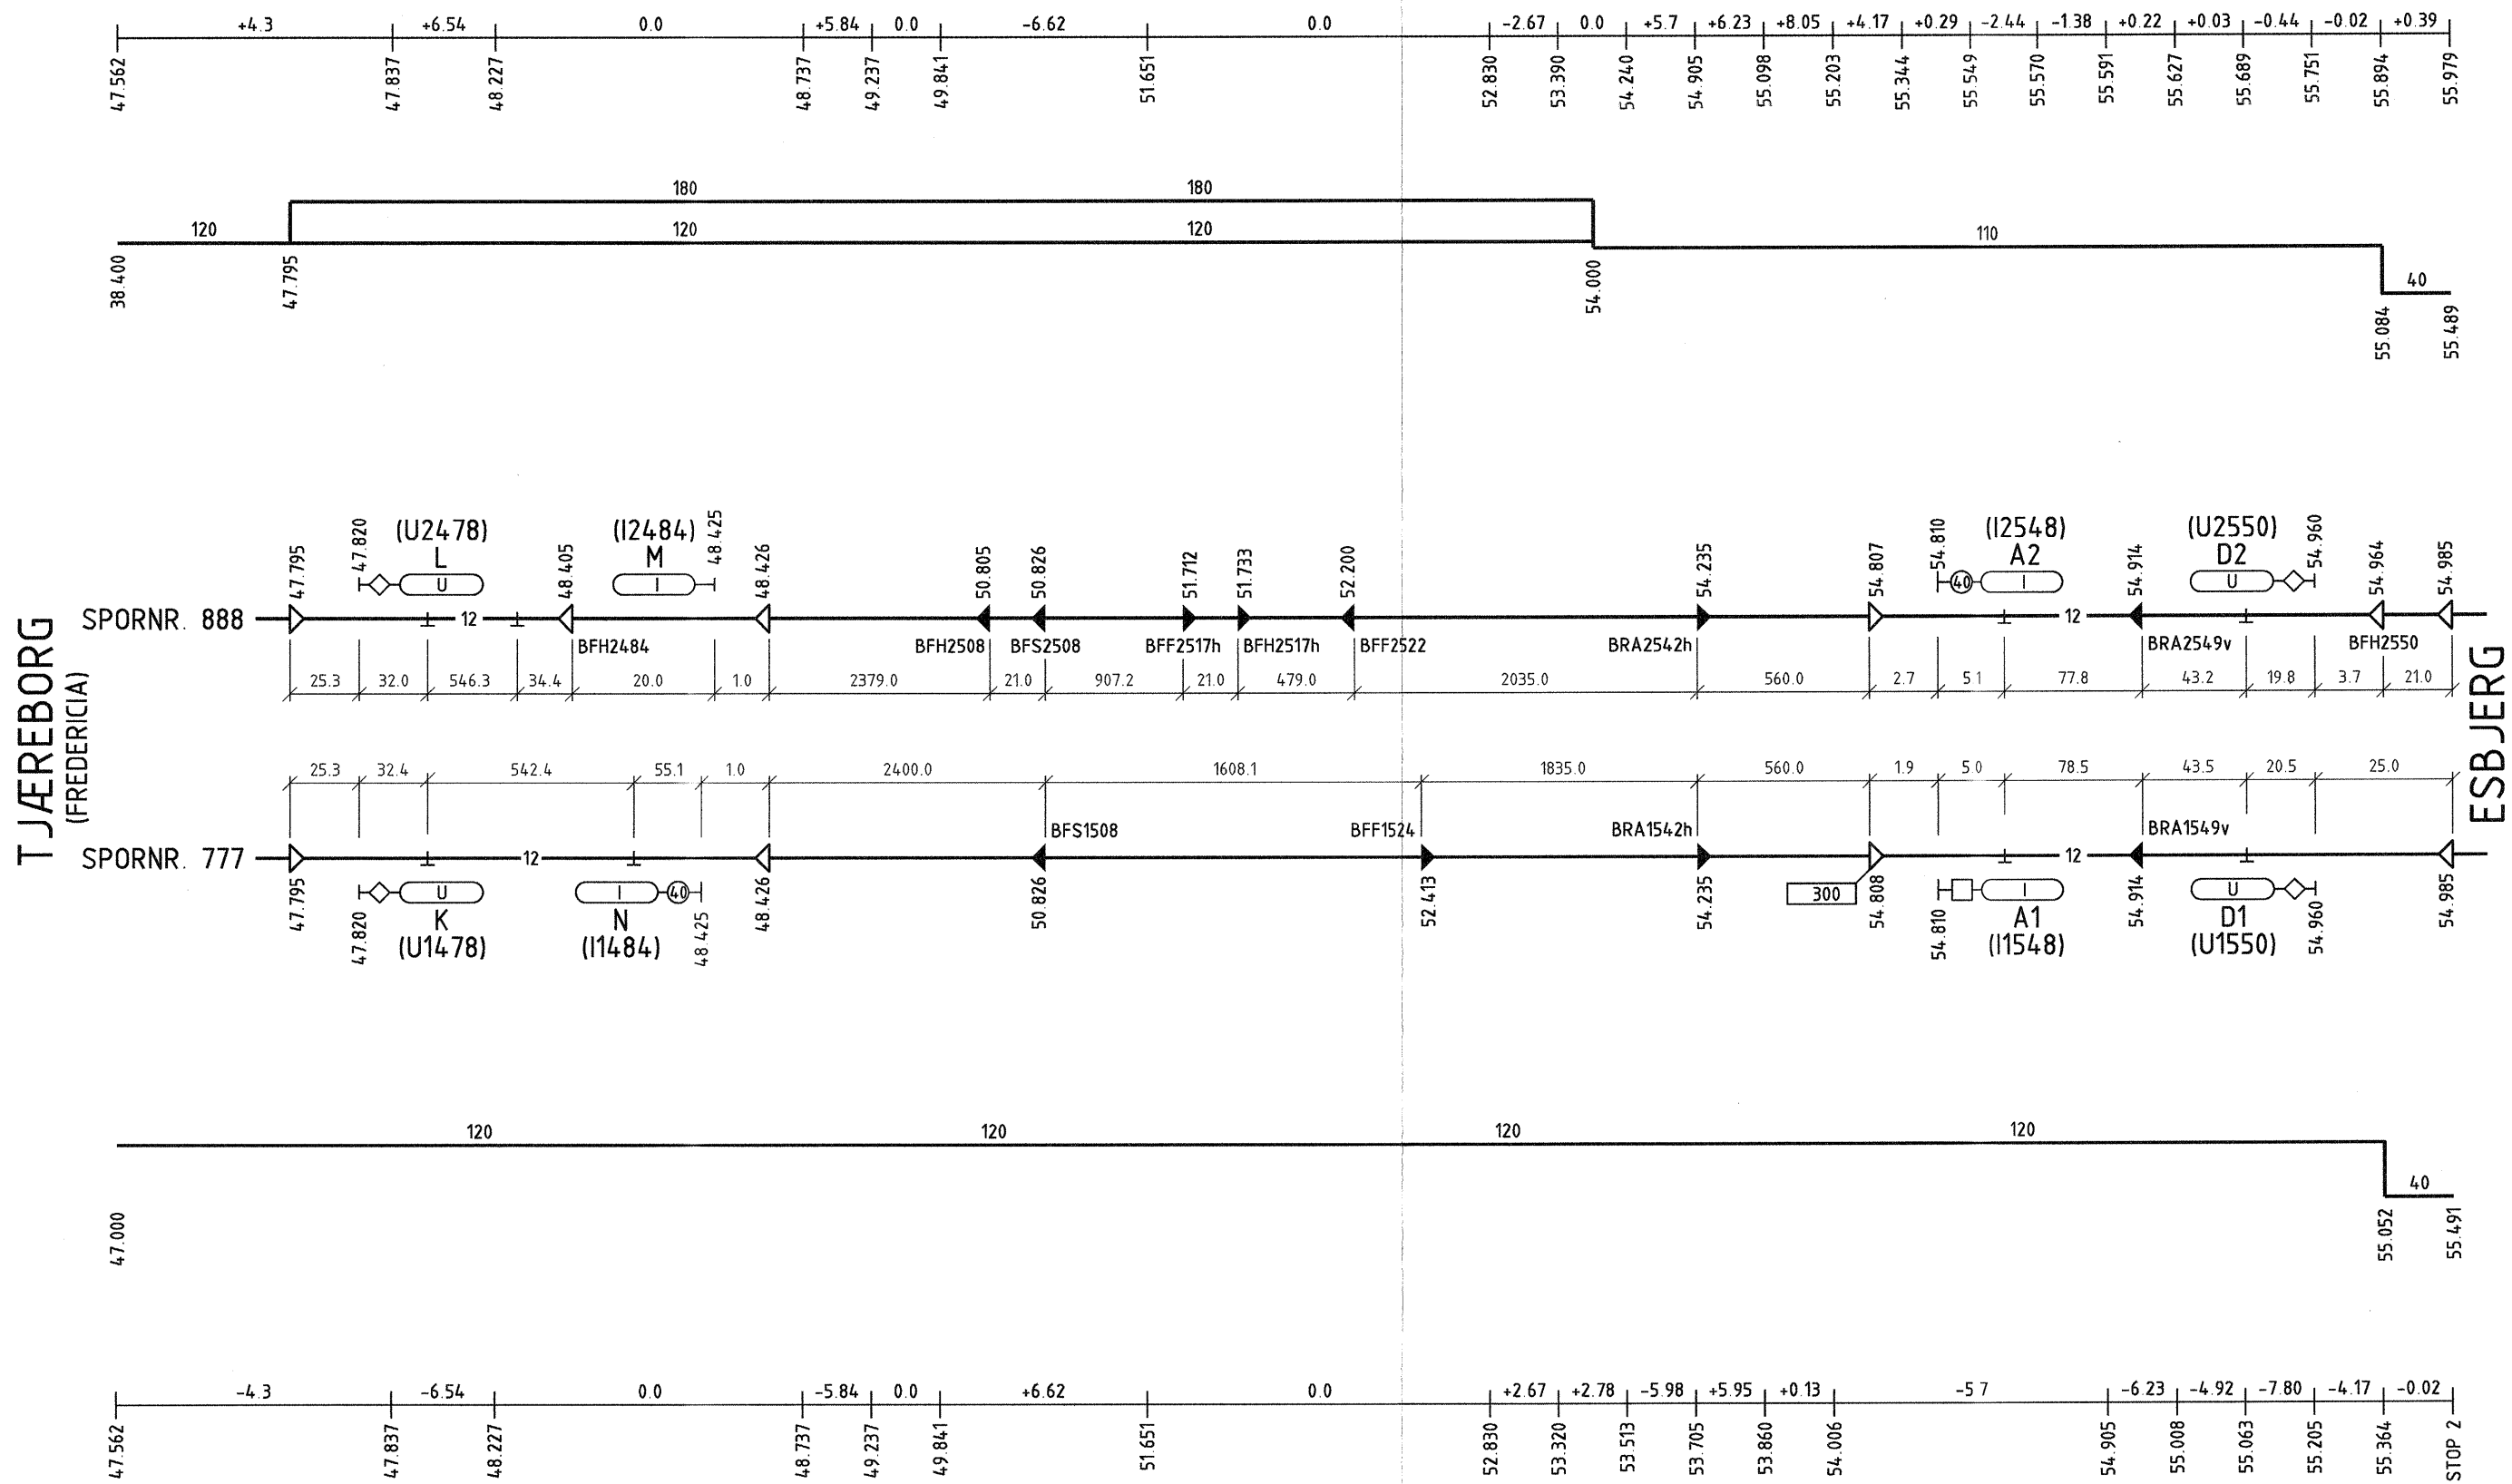 +4.3 +6.54 0.0 +5.84 0.0 -6.62 0.0 -2.67 0.0 +5.7 +6.23 +8.05 +4.17 +0.29 -2.44 -1.38 +0.22 +0.03 -0.44 -0.02 +0.39
47.562 47.837 48.227 48.737 49.237 49.841 51.651 52.830 53.390 54.240 54.905 55.098 55.203 55.344 55.549 55.570 55.591 55.627 55.689 55.751 55.894 55.979
180 180
120 120 120 110
38.400 47.795 54.000 40
55.084 55.489
47.795 47.820 (U2478) 48.405 (I2484) 48.425 48.426 50.805 50.826 51.712 51.733 52.200 54.235 54.807 54.810 (I2548) 54.914 (U2550) 54.960 54.964 54.985
L M A2 D2
U I 40 I U
SPORNR. 888 12 12
BFH2484 BFH2508 BFS2508 BFF2517h BFH2517h BFF2522 BRA2542h BRA2549v BFH2550
25.3 32.0 546.3 34.4 20.0 1.0 2379.0 21.0 907.2 21.0 479.0 2035.0 560.0 2.7 5 1 77.8 43.2 19.8 3.7 21.0
TJÆREBORG
(FREDERICIA)
ESBJERG
25.3 32.4 542.4 55.1 1.0 2400.0 1608.1 1835.0 560.0 1.9 5.0 78.5 43.5 20.5 25.0
BFS1508 BFF1524 BRA1542h BRA1549v
SPORNR. 777 12 12
U I 40 300 I U
47.795 47.820 K N 48.425 48.426 50.826 52.413 54.235 54.808 54.810 A1 54.914 D1 54.960 54.985
(U1478) (I1484) (I1548) (U1550)
120 120 120 120
40
47.000 55.052 55.491
-4.3 -6.54 0.0 -5.84 0.0 +6.62 0.0 +2.67 +2.78 -5.98 +5.95 +0.13 -5 7 -6.23 -4.92 -7.80 -4.17 -0.02
47.562 47.837 48.227 48.737 49.237 49.841 51.651 52.830 53.320 53.513 53.705 53.860 54.006 54.905 55.008 55.063 55.205 55.364 STOP 2